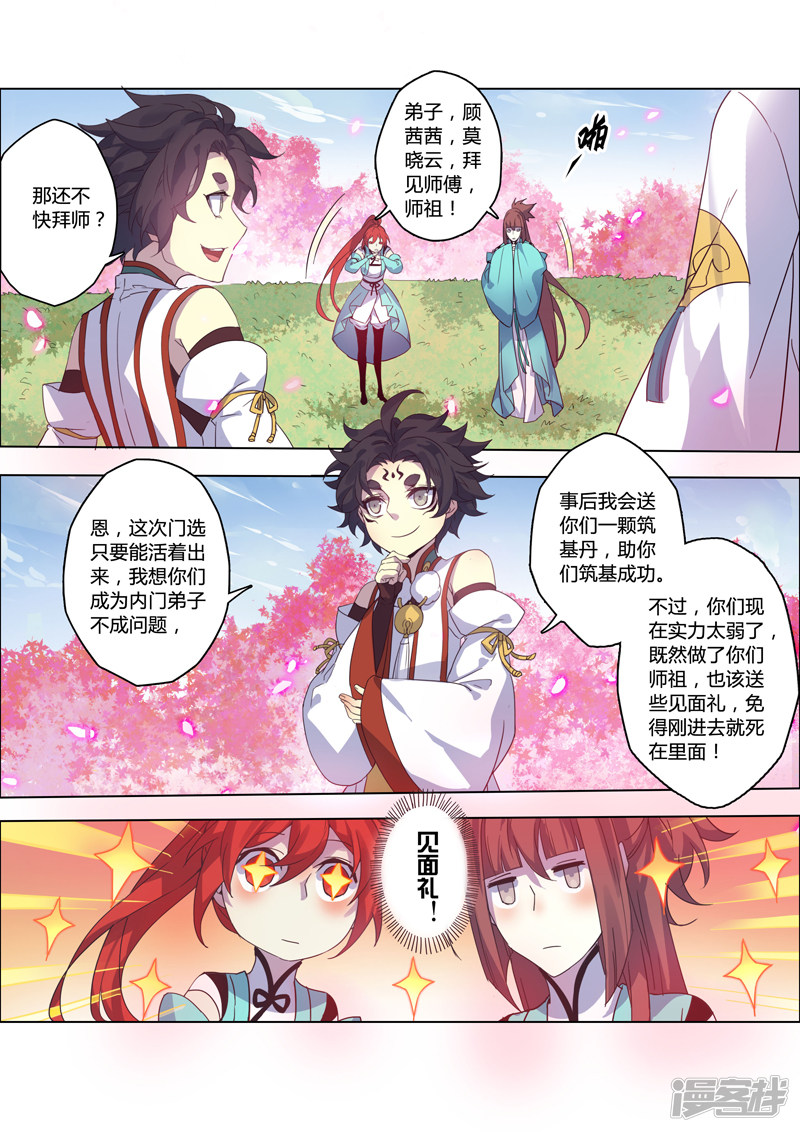 那还不
快拜师？
弟子，顾
茜茜，莫
晓云，拜
见师傅，
师祖！
啪
恩，这次门选
只要能活着出
来，我想你们
成为内门弟子
不成问题，
事后我会送
你们一颗筑
基丹，助你
们筑基成功。
不过，你们现
在实力太弱了，
既然做了你们
师祖，也该送
些见面礼，免
得刚进去就死
在里面！
见面礼！
漫客栈